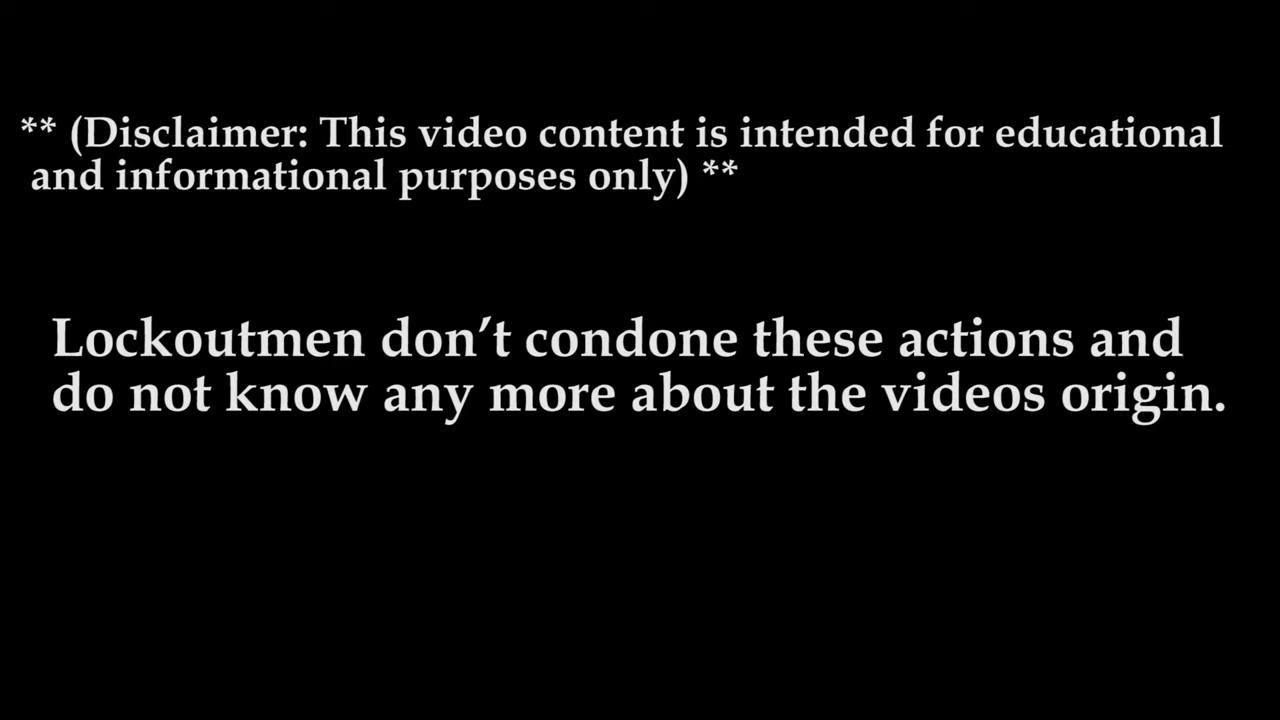 ** (Disclaimer: This video content is intended for educational
and informational purposes only) **
Lockoutmen don’t condone these actions and
do not know any more about the videos origin.